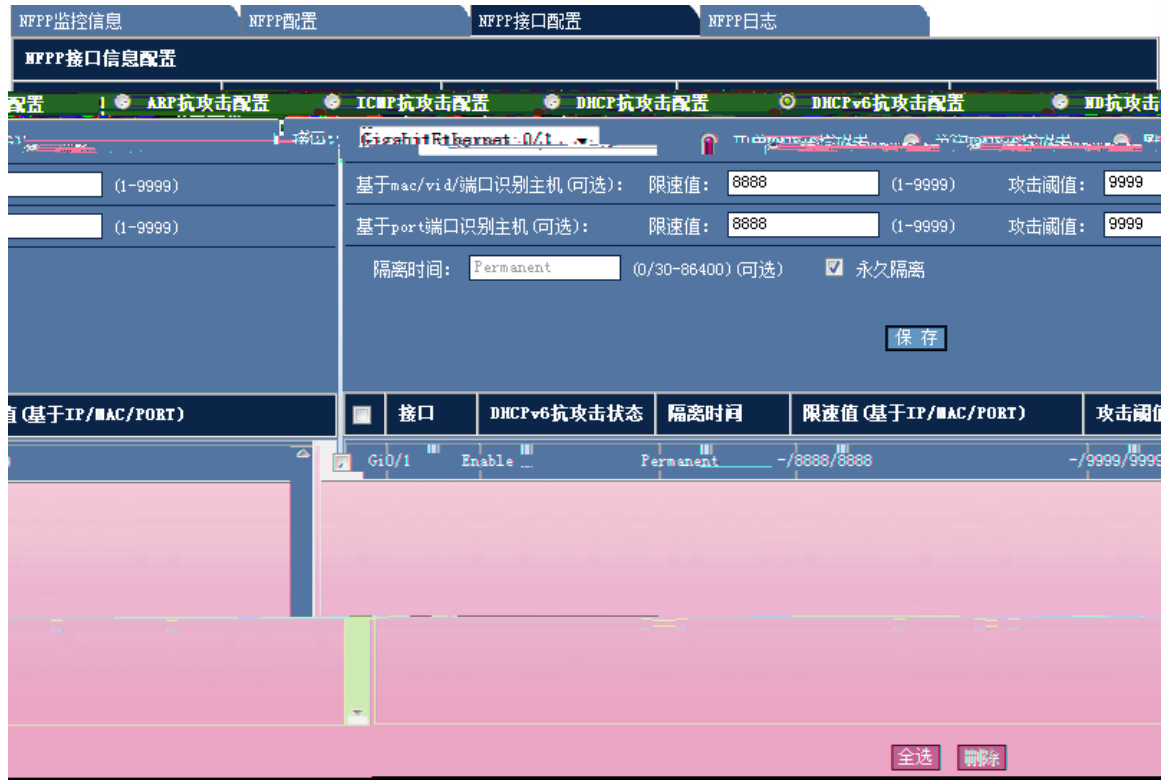 NFPP监控信息 NFPP配置 NFPP接口配置 NFPP日志
NFPP接口信息配置
配置 ARP抗攻击配置 ICMP抗攻击配置 DHCP抗攻击配置 DHCPv6抗攻击配置 ND抗攻击
接口: GigabitEthernet 0/1
(1-9999) 基于mac/vid/端口识别主机(可选): 限速值: 8888 (1-9999) 攻击阈值: 9999
(1-9999) 基于port端口识别主机(可选): 限速值: 8888 (1-9999) 攻击阈值: 9999
隔离时间: Permanent (0/30-86400)(可选) 永久隔离
保存
值(基于IP/MAC/PORT) 接口 DHCPv6抗攻击状态 隔离时间 限速值(基于IP/MAC/PORT) 攻击阈值
Gi0/1 Enable Permanent -/8888/8888 -/9999/9999
全选 删除